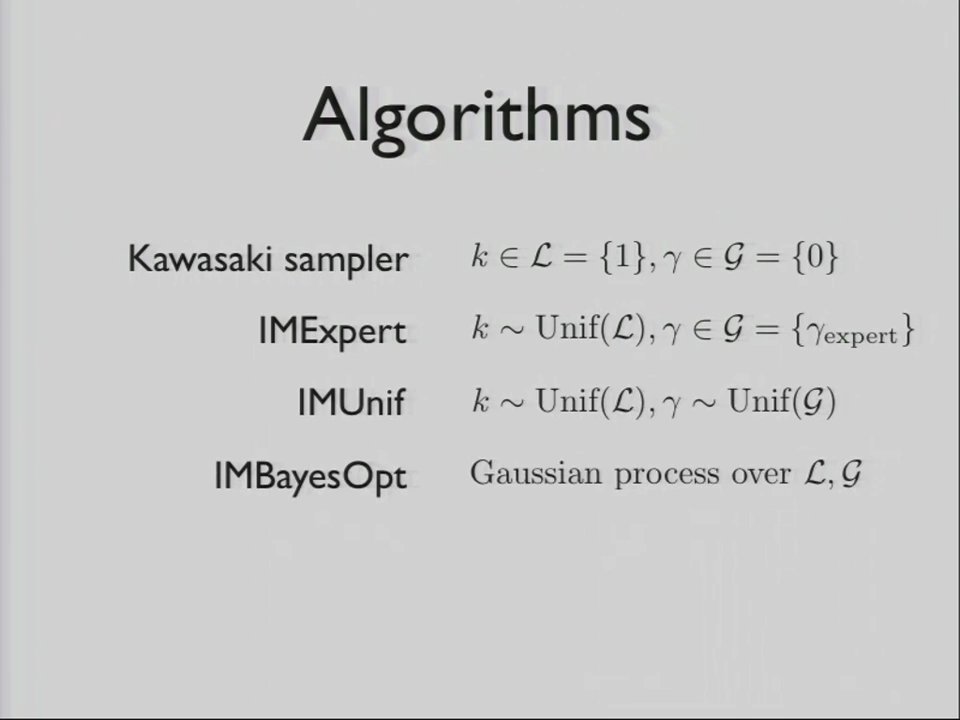 Algorithms
Kawasaki sampler k ∈ ℒ = {1}, γ ∈ 𝒢 = {0}
IMExpert k ∼ Unif(ℒ), γ ∈ 𝒢 = {γ_expert}
IMUnif k ∼ Unif(ℒ), γ ∼ Unif(𝒢)
IMBayesOpt Gaussian process over ℒ, 𝒢